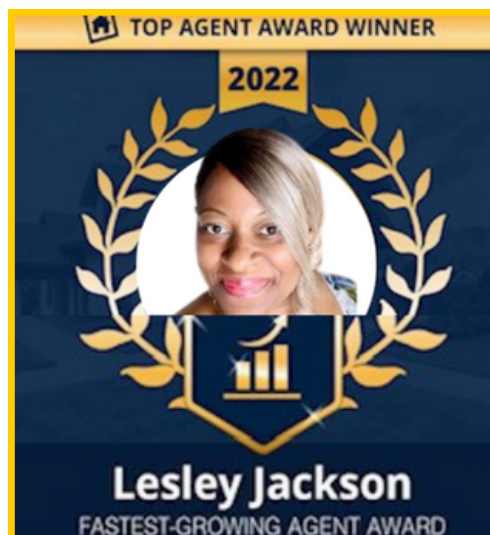 TOP AGENT AWARD WINNER
2022
Lesley Jackson
FASTEST-GROWING AGENT AWARD